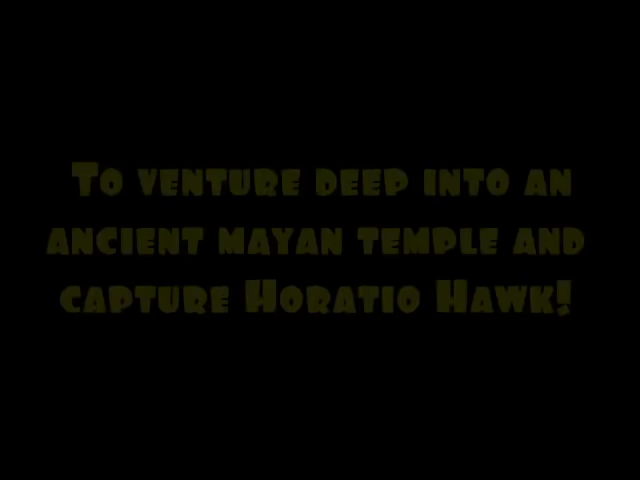 To venture deep into an
ancient mayan temple and
capture Horatio Hawk!